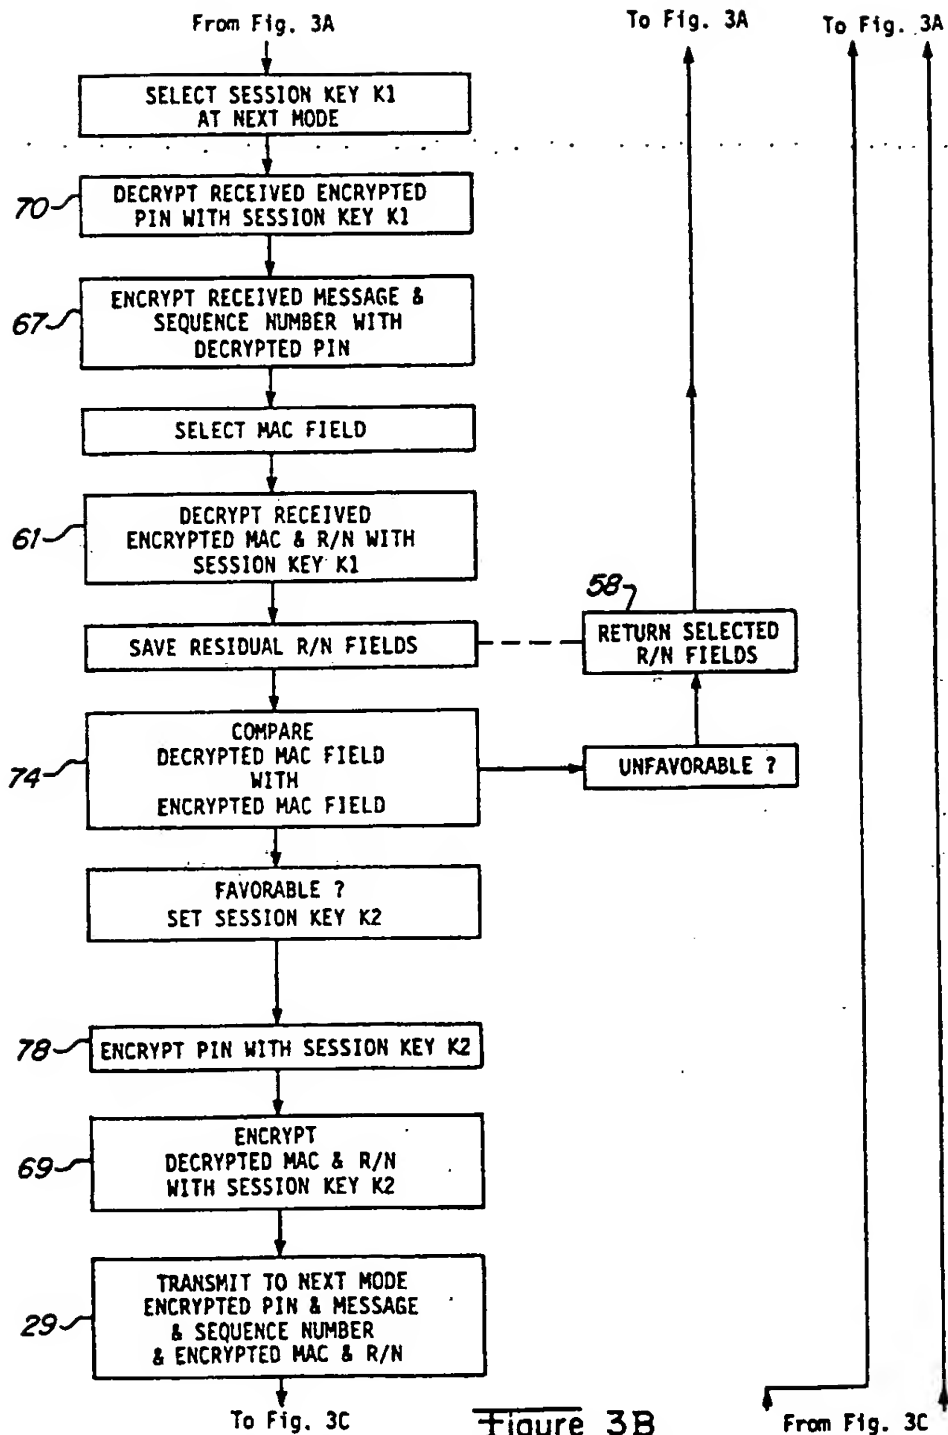 From Fig. 3A
To Fig. 3A
To Fig. 3A
SELECT SESSION KEY K1
AT NEXT MODE
70
DECRYPT RECEIVED ENCRYPTED
PIN WITH SESSION KEY K1
67
ENCRYPT RECEIVED MESSAGE &
SEQUENCE NUMBER WITH
DECRYPTED PIN
SELECT MAC FIELD
61
DECRYPT RECEIVED
ENCRYPTED MAC & R/N WITH
SESSION KEY K1
SAVE RESIDUAL R/N FIELDS
58
RETURN SELECTED
R/N FIELDS
74
COMPARE
DECRYPTED MAC FIELD
WITH
ENCRYPTED MAC FIELD
UNFAVORABLE ?
FAVORABLE ?
SET SESSION KEY K2
78
ENCRYPT PIN WITH SESSION KEY K2
69
ENCRYPT
DECRYPTED MAC & R/N
WITH SESSION KEY K2
29
TRANSMIT TO NEXT MODE
ENCRYPTED PIN & MESSAGE
& SEQUENCE NUMBER
& ENCRYPTED MAC & R/N
To Fig. 3C
Figure 3B
From Fig. 3C